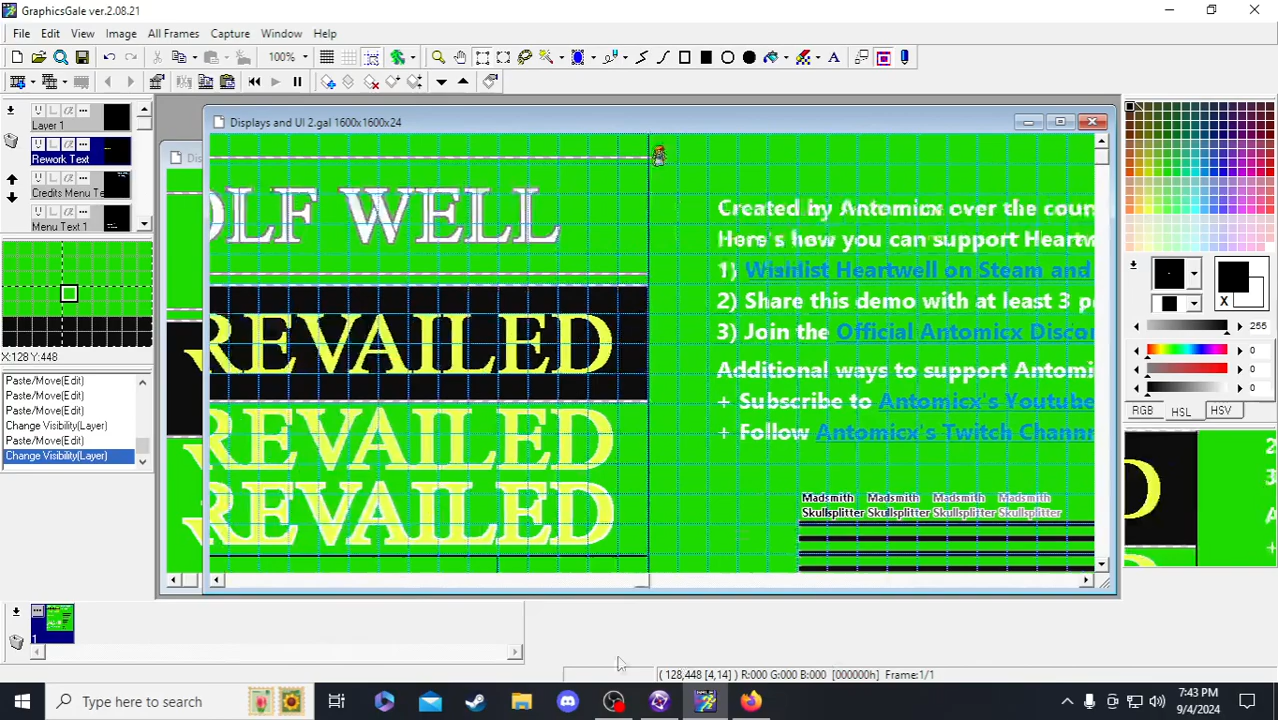 GraphicsGale ver.2.08.21
File Edit View Image All Frames Capture Window Help
100%
Layer 1
Rework Text
Credits Menu Te
Menu Text 1
X:128 Y:448
Paste/Move(Edit)
Paste/Move(Edit)
Paste/Move(Edit)
Change Visibility(Layer)
Paste/Move(Edit)
Change Visibility(Layer)
Displays and UI 2.gal 1600x1600x24
OLF WELL
REVAILED
REVAILED
REVAILED
Created by Antomicx over the coun
Here's how you can support Heartw
1) Wishlist Heartwell on Steam and
2) Share this demo with at least 3 pe
3) Join the Official Antomicx Discor
Additional ways to support Antomi
+ Subscribe to Antomicx's Youtube
+ Follow Antomicx's Twitch Chann
Madsmith Madsmith Madsmith Madsmith
Skullsplitter Skullsplitter Skullsplitter Skullsplitter
X
255
0
0
0
RGB HSL HSV
D
2
3
A
+
1
( 128,448 [4,14] ) R:000 G:000 B:000 [000000h] Frame:1/1
Type here to search
7:43 PM
9/4/2024